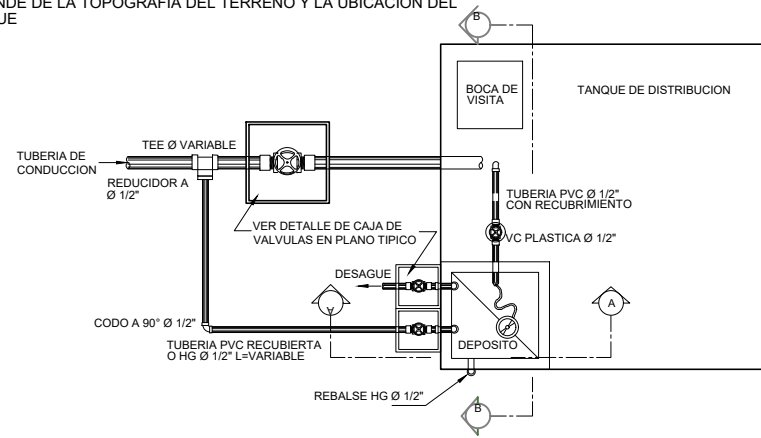 NDE DE LA TOPOGRAFIA DEL TERRENO Y LA UBICACION DEL
UE
B
BOCA DE
VISITA
TANQUE DE DISTRIBUCION
TEE Ø VARIABLE
TUBERIA DE
CONDUCCION
REDUCIDOR A
Ø 1/2"
TUBERIA PVC Ø 1/2"
CON RECUBRIMIENTO
VER DETALLE DE CAJA DE
VALVULAS EN PLANO TIPICO
VC PLASTICA Ø 1/2"
DESAGUE
A
A
CODO A 90° Ø 1/2"
TUBERIA PVC RECUBIERTA
O HG Ø 1/2" L=VARIABLE
DEPOSITO
REBALSE HG Ø 1/2"
B